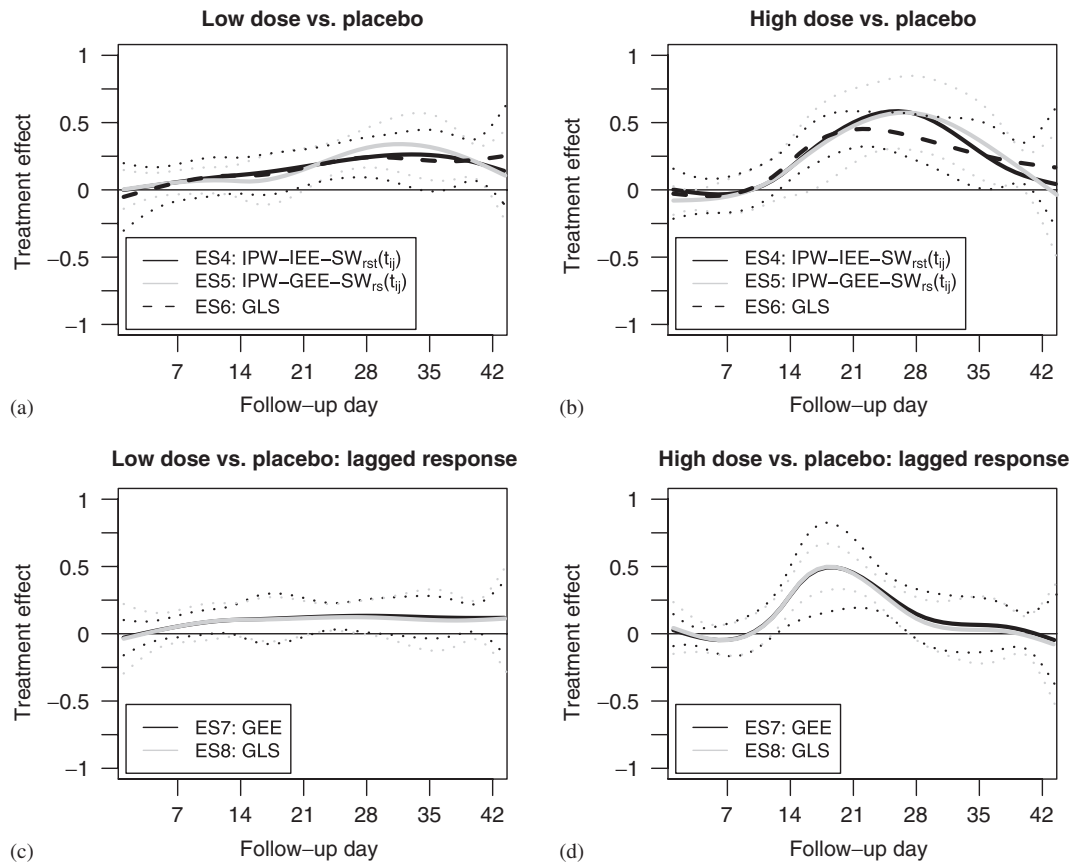 Low dose vs. placebo
1
0.5
0
−0.5
−1
Treatment effect
ES4: IPW−IEE−SWrst(tij)
ES5: IPW−GEE−SWrs(tij)
ES6: GLS
7 14 21 28 35 42
Follow−up day
(a)
High dose vs. placebo
1
0.5
0
−0.5
−1
Treatment effect
ES4: IPW−IEE−SWrst(tij)
ES5: IPW−GEE−SWrs(tij)
ES6: GLS
7 14 21 28 35 42
Follow−up day
(b)
Low dose vs. placebo: lagged response
1
0.5
0
−0.5
−1
Treatment effect
ES7: GEE
ES8: GLS
7 14 21 28 35 42
Follow−up day
(c)
High dose vs. placebo: lagged response
1
0.5
0
−0.5
−1
Treatment effect
ES7: GEE
ES8: GLS
7 14 21 28 35 42
Follow−up day
(d)